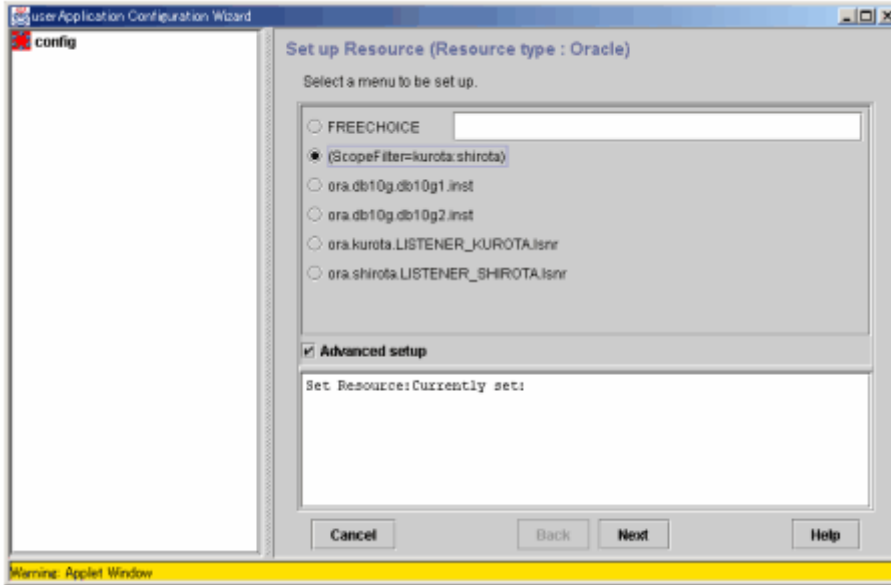 userApplication Configuration Wizard
config
Set up Resource (Resource type : Oracle)
Select a menu to be set up.
FREECHOICE
(ScopeFilter=kurota:shirota)
ora.db10g.db10g1.inst
ora.db10g.db10g2.inst
ora.kurota.LISTENER_KUROTA.lsnr
ora.shirota.LISTENER_SHIROTA.lsnr
Advanced setup
Set Resource:Currently set:
Cancel Back Next Help
Warning: Applet Window